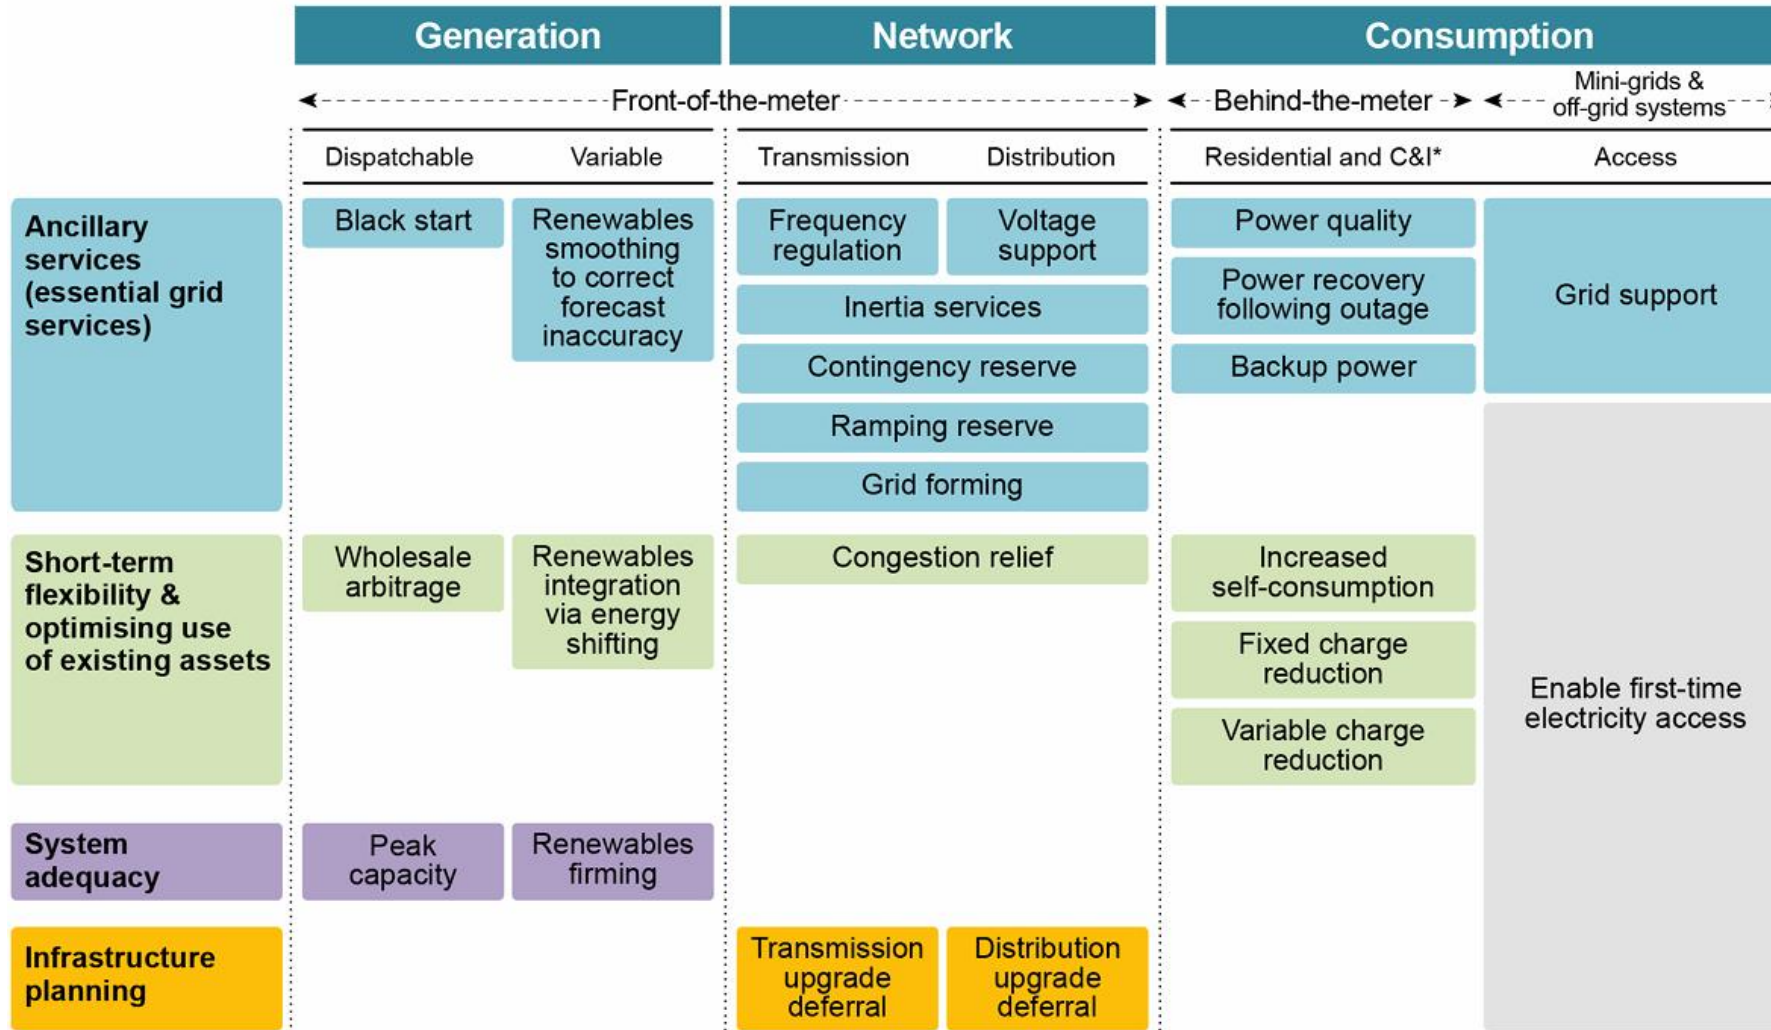 Generation
Network
Consumption
Front-of-the-meter
Behind-the-meter
Mini-grids &
off-grid systems
Dispatchable
Variable
Transmission
Distribution
Residential and C&I*
Access
Ancillary
services
(essential grid
services)
Black start
Renewables
smoothing
to correct
forecast
inaccuracy
Frequency
regulation
Voltage
support
Inertia services
Contingency reserve
Ramping reserve
Grid forming
Power quality
Power recovery
following outage
Backup power
Grid support
Short-term
flexibility &
optimising use
of existing assets
Wholesale
arbitrage
Renewables
integration
via energy
shifting
Congestion relief
Increased
self-consumption
Fixed charge
reduction
Variable charge
reduction
Enable first-time
electricity access
System
adequacy
Peak
capacity
Renewables
firming
Infrastructure
planning
Transmission
upgrade
deferral
Distribution
upgrade
deferral